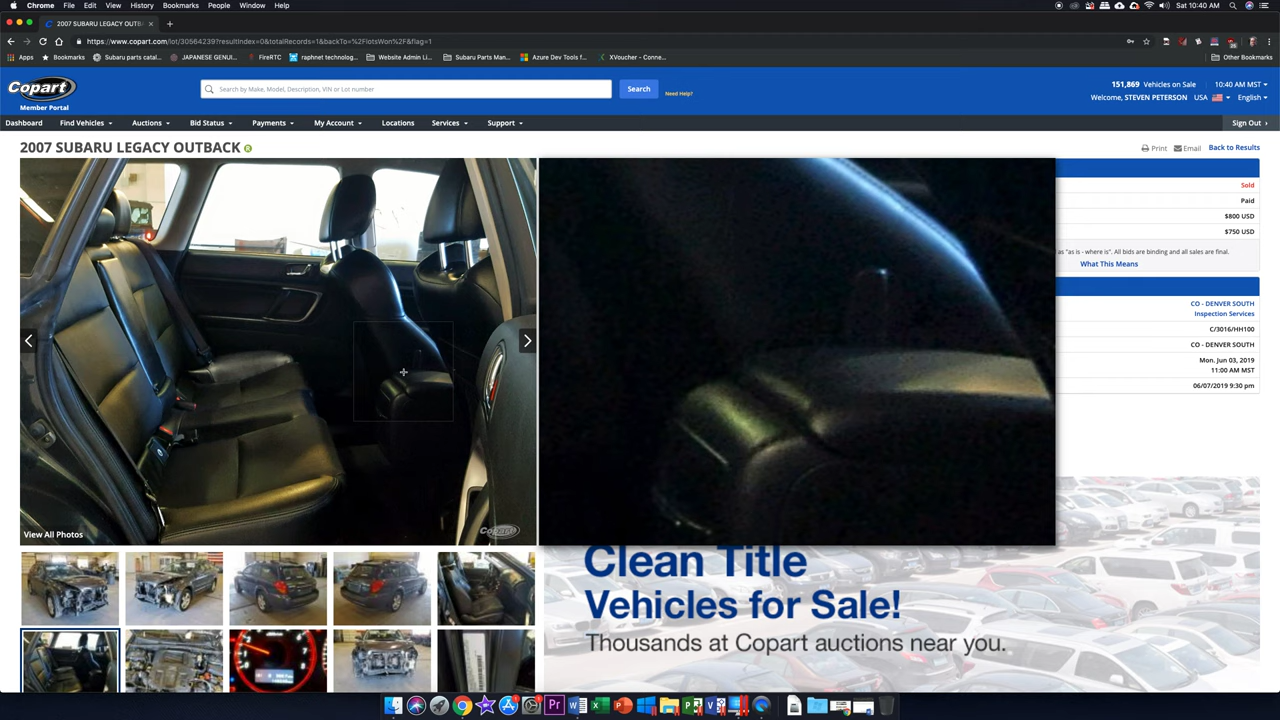 Chrome File Edit View History Bookmarks People Window Help
Sat 10:40 AM
2007 SUBARU LEGACY OUTB
https://www.copart.com/lot/30564239?resultIndex=0&totalRecords=1&backTo=%2FlotsWon%2F&flag=1
Apps Bookmarks Subaru parts catal... JAPANESE GENUI... FireRTC raphnet technolog... Website Admin Li... Subaru Parts Man... Azure Dev Tools f... XVoucher - Conne... Other Bookmarks
Copart
Member Portal
Search by Make, Model, Description, VIN or Lot number
Search
Need Help?
151,869 Vehicles on Sale
10:40 AM MST
Welcome, STEVEN PETERSON
USA
English
Dashboard Find Vehicles Auctions Bid Status Payments My Account Locations Services Support Sign Out
2007 SUBARU LEGACY OUTBACK R
Print Email Back to Results
Sold
Paid
$800 USD
$750 USD
"as is - where is". All bids are binding and all sales are final.
What This Means
CO - DENVER SOUTH
Inspection Services
C/3016/HH100
CO - DENVER SOUTH
Mon. Jun 03, 2019
11:00 AM MST
06/07/2019 9:30 pm
View All Photos
Copart
Clean Title
Vehicles for Sale!
Thousands at Copart auctions near you.